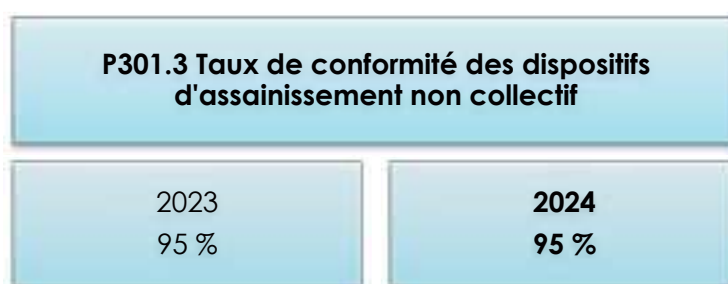 P301.3 Taux de conformité des dispositifs
d'assainissement non collectif
2023
95 %
2024
95 %